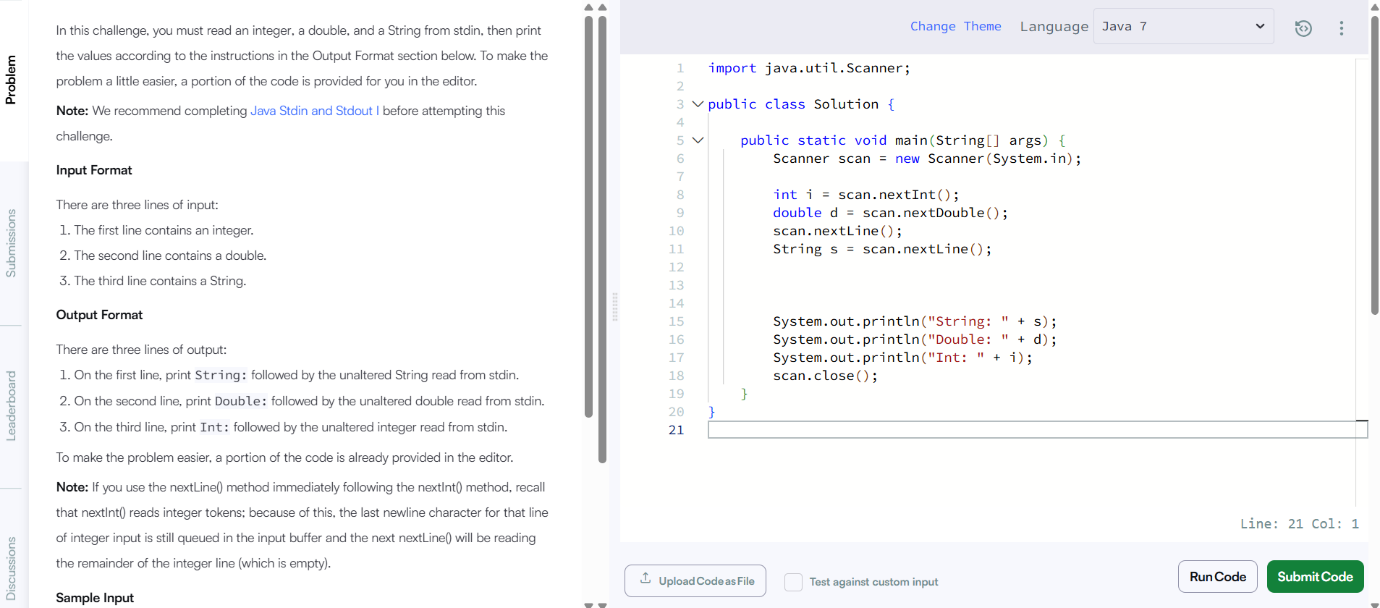 Problem
Submissions
Leaderboard
Discussions
In this challenge, you must read an integer, a double, and a String from stdin, then print
the values according to the instructions in the Output Format section below. To make the
problem a little easier, a portion of the code is provided for you in the editor.
Note: We recommend completing Java Stdin and Stdout I before attempting this
challenge.
Input Format
There are three lines of input:
1. The first line contains an integer.
2. The second line contains a double.
3. The third line contains a String.
Output Format
There are three lines of output:
1. On the first line, print String: followed by the unaltered String read from stdin.
2. On the second line, print Double: followed by the unaltered double read from stdin.
3. On the third line, print Int: followed by the unaltered integer read from stdin.
To make the problem easier, a portion of the code is already provided in the editor.
Note: If you use the nextLine() method immediately following the nextInt() method, recall
that nextInt() reads integer tokens; because of this, the last newline character for that line
of integer input is still queued in the input buffer and the next nextLine() will be reading
the remainder of the integer line (which is empty).
Sample Input
Change Theme Language Java 7
1 import java.util.Scanner;
2
3 public class Solution {
4
5 public static void main(String[] args) {
6 Scanner scan = new Scanner(System.in);
7
8 int i = scan.nextInt();
9 double d = scan.nextDouble();
10 scan.nextLine();
11 String s = scan.nextLine();
12
13
14
15 System.out.println("String: " + s);
16 System.out.println("Double: " + d);
17 System.out.println("Int: " + i);
18 scan.close();
19 }
20 }
21
Line: 21 Col: 1
Upload Code as File Test against custom input Run Code Submit Code